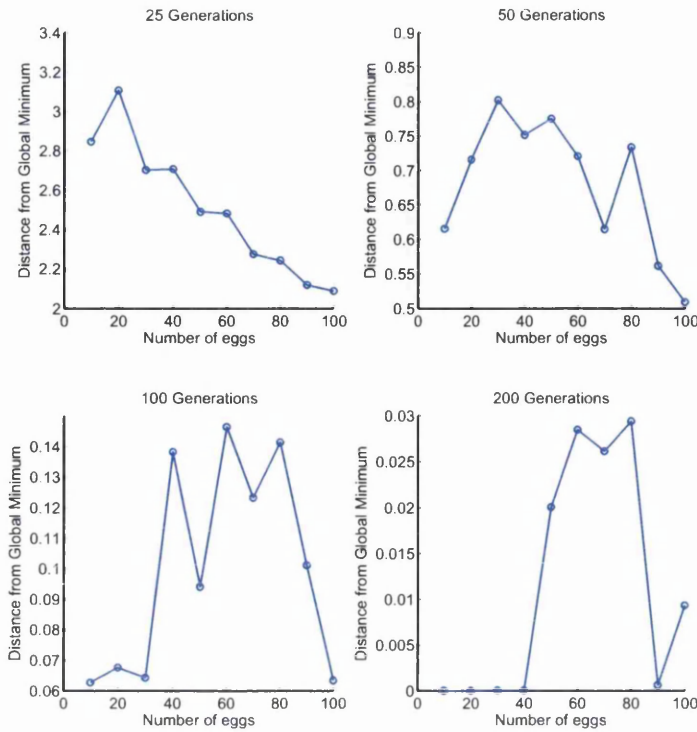 25 Generations
3.4
3.2
3
2.8
2.6
2.4
2.2
2
Distance from Global Minimum
0 20 40 60 80 100
Number of eggs
50 Generations
0.9
0.85
0.8
0.75
0.7
0.65
0.6
0.55
0.5
Distance from Global Minimum
0 20 40 60 80 100
Number of eggs
100 Generations
0.14
0.13
0.12
0.11
0.1
0.09
0.08
0.07
0.06
Distance from Global Minimum
0 20 40 60 80 100
Number of eggs
200 Generations
0.03
0.025
0.02
0.015
0.01
0.005
0
Distance from Global Minimum
0 20 40 60 80 100
Number of eggs